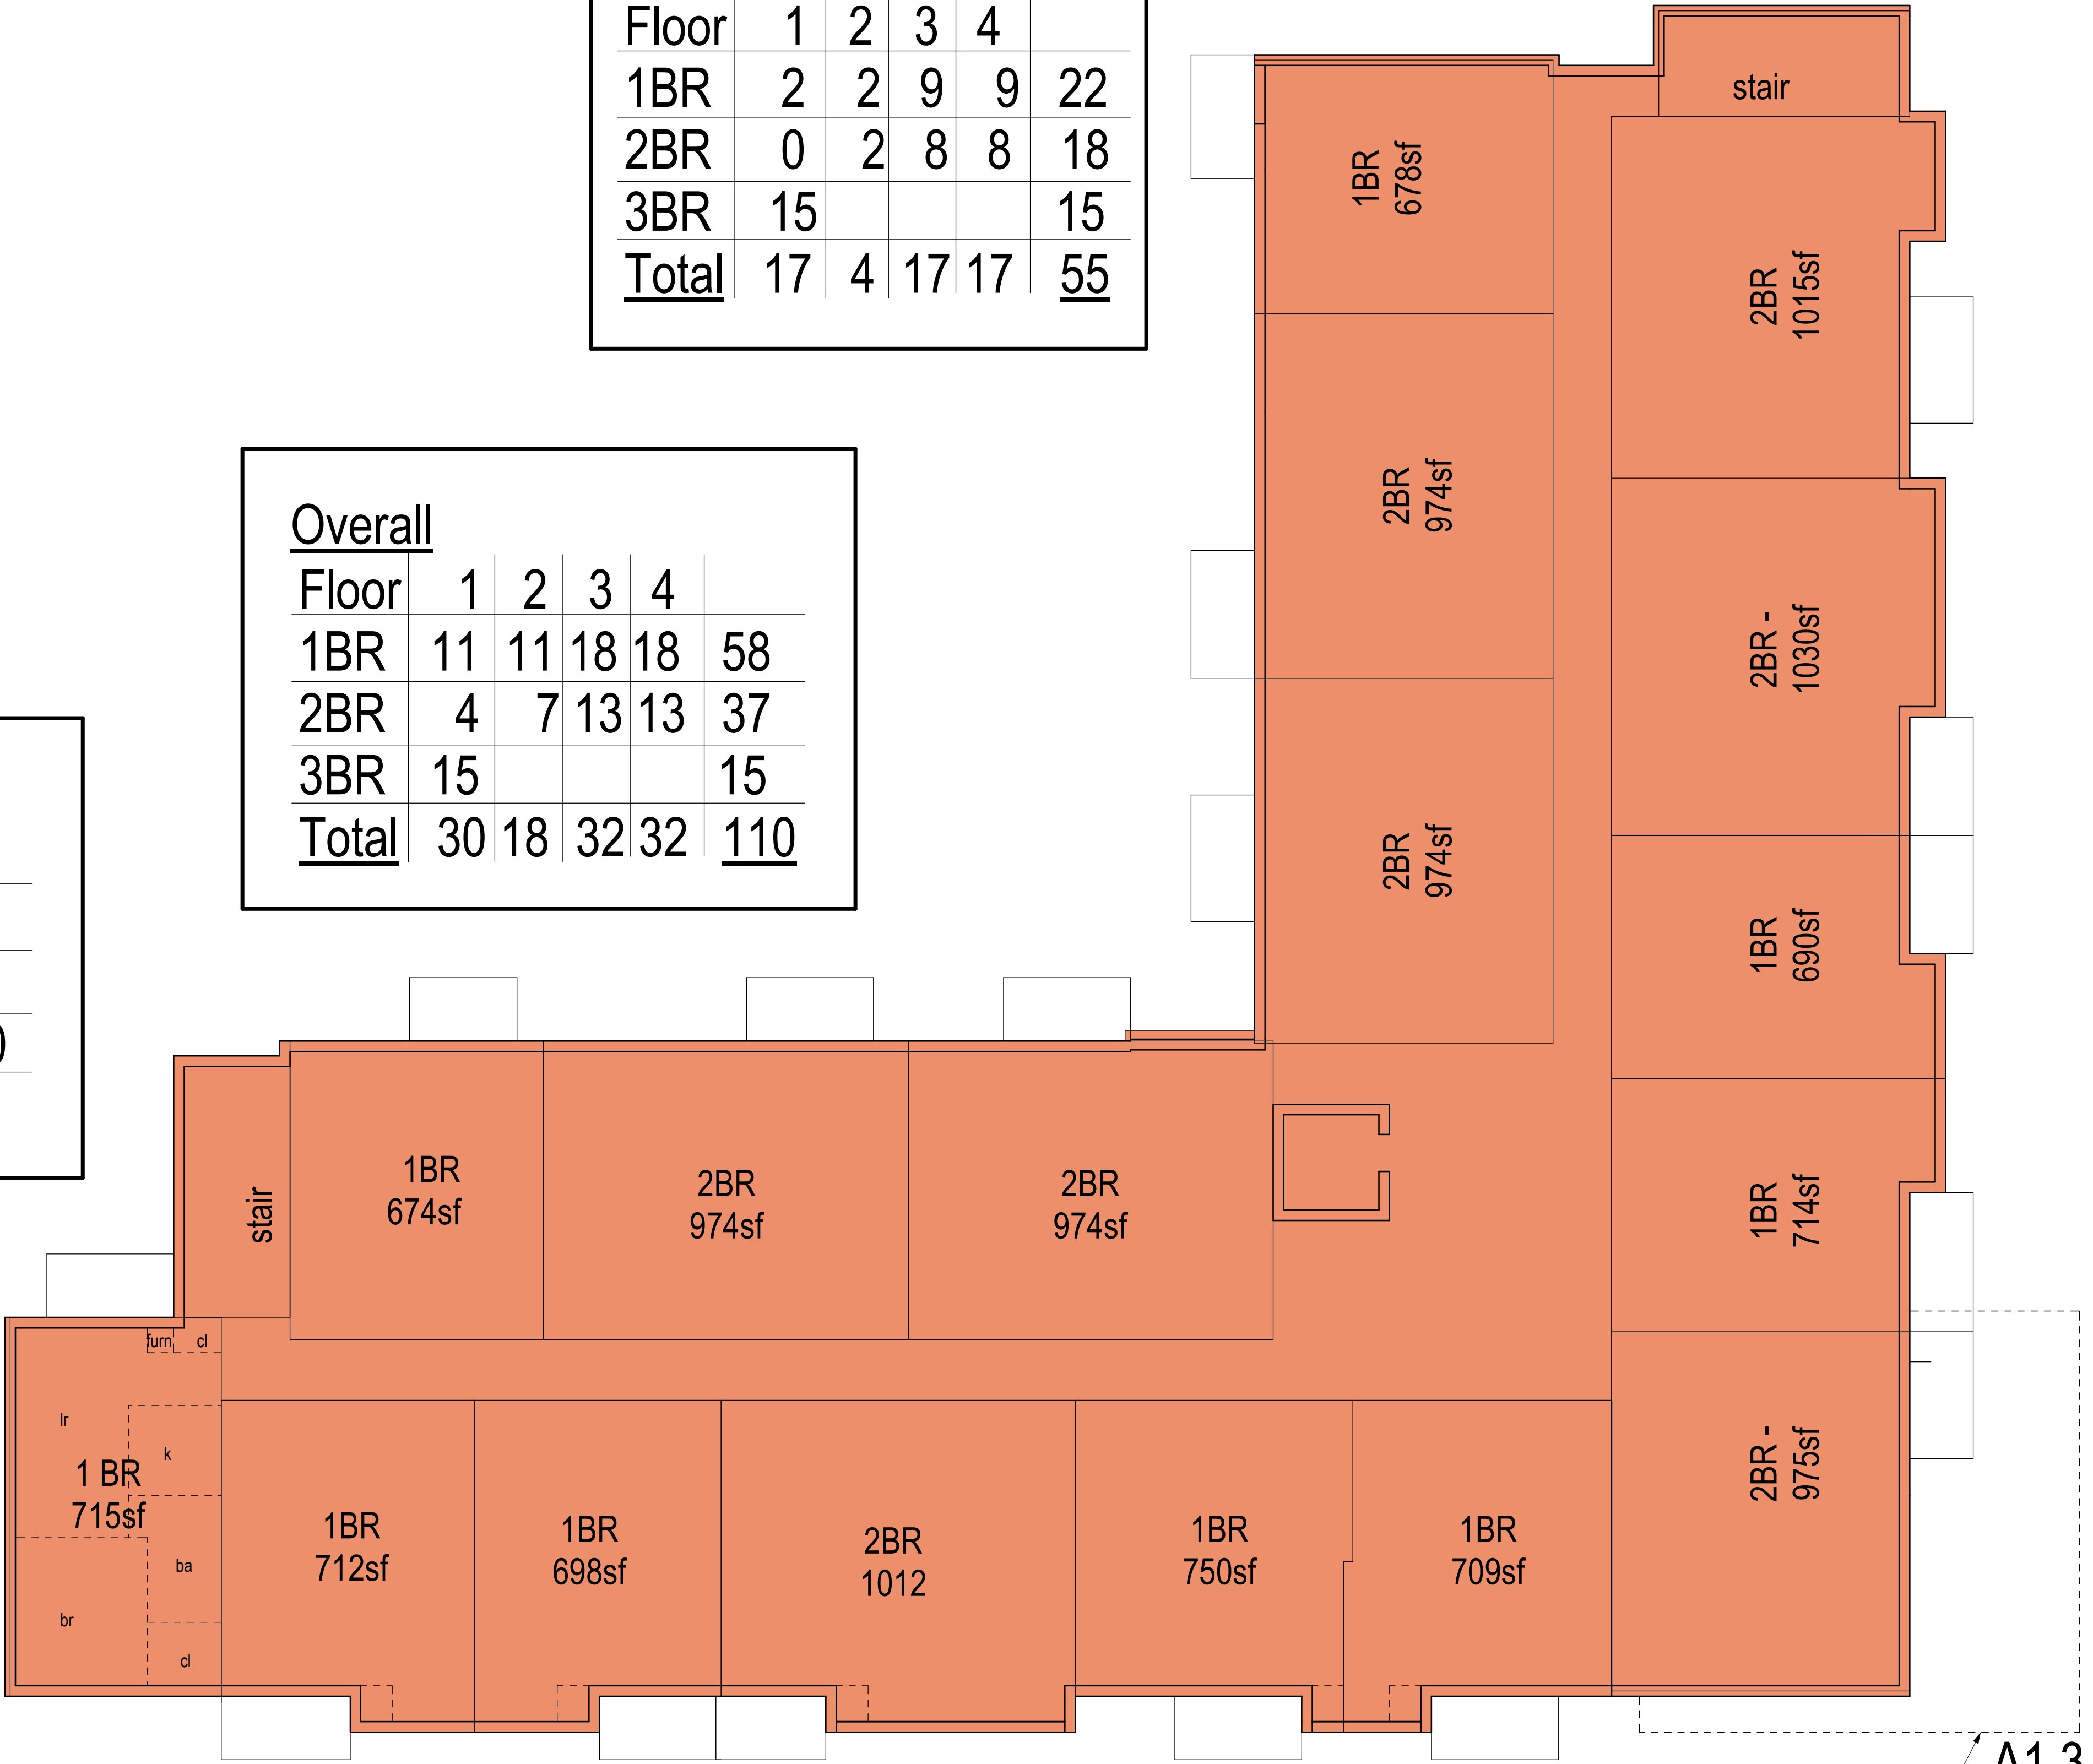 Floor 1 2 3 4
1BR 2 2 9 9 22
2BR 0 2 8 8 18
3BR 15 15
Total 17 4 17 17 55
Overall
Floor 1 2 3 4
1BR 11 11 18 18 58
2BR 4 7 13 13 37
3BR 15 15
Total 30 18 32 32 110
stair
1BR
678sf
2BR
1015sf
2BR
974sf
2BR -
1030sf
2BR
974sf
1BR
690sf
1BR
714sf
2BR -
975sf
stair
1BR
674sf
2BR
974sf
2BR
974sf
furn cl
lr
k
1 BR
715sf
ba
br
cl
1BR
712sf
1BR
698sf
2BR
1012
1BR
750sf
1BR
709sf